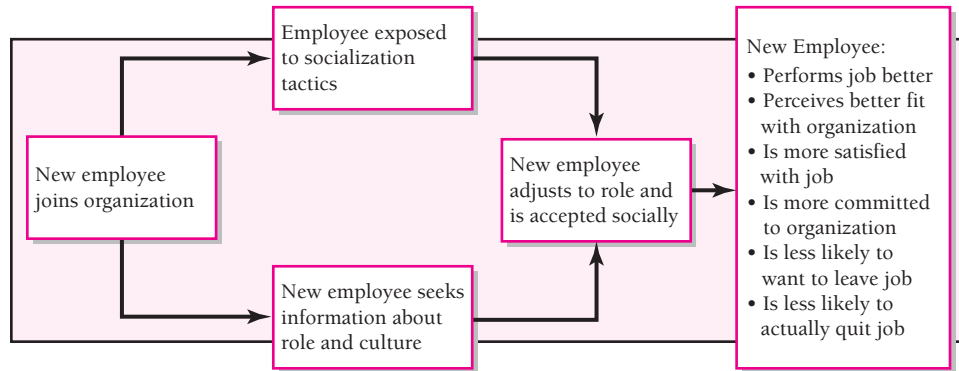 Employee exposed
to socialization
tactics
New employee
joins organization
New employee seeks
information about
role and culture
New employee
adjusts to role and
is accepted socially
New Employee:
• Performs job better
• Perceives better fit
with organization
• Is more satisfied
with job
• Is more committed
to organization
• Is less likely to
want to leave job
• Is less likely to
actually quit job